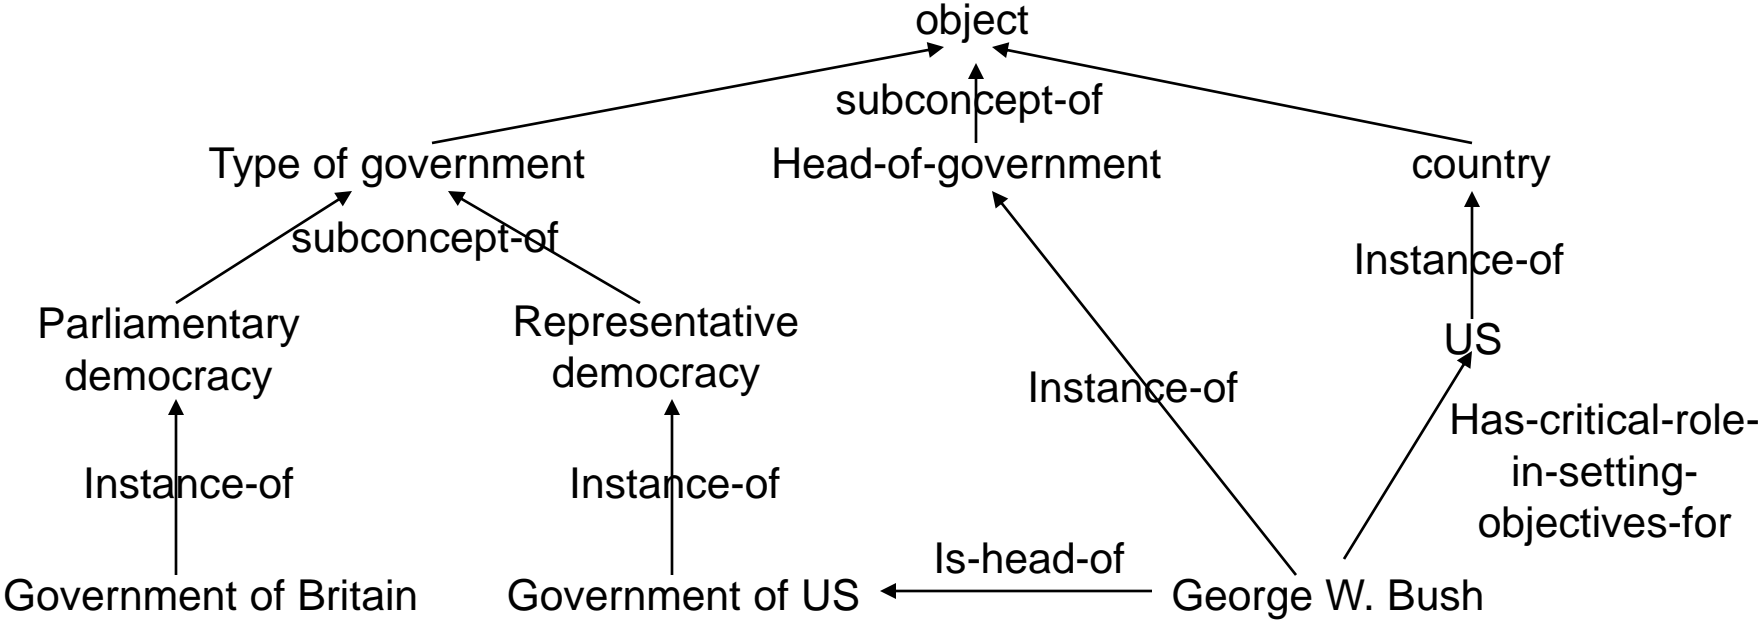 object
subconcept-of
Type of government
Head-of-government
country
subconcept-of
Instance-of
Parliamentary
democracy
Representative
democracy
US
Instance-of
Has-critical-role-
in-setting-
objectives-for
Instance-of
Instance-of
Is-head-of
Government of Britain
Government of US
George W. Bush